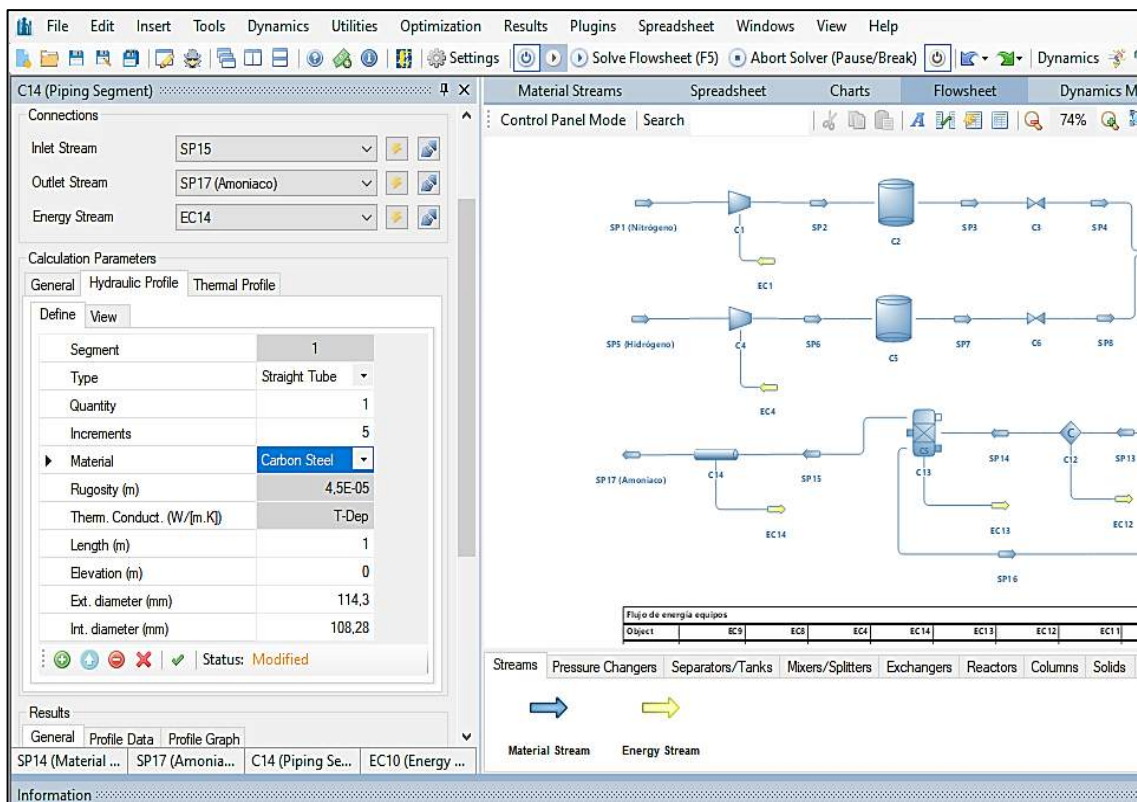 File Edit Insert Tools Dynamics Utilities Optimization Results Plugins Spreadsheet Windows View Help
Settings Solve Flowsheet (F5) Abort Solver (Pause/Break) Dynamics
C14 (Piping Segment)
Connections
Inlet Stream SP15
Outlet Stream SP17 (Amoniaco)
Energy Stream EC14
Calculation Parameters
General Hydraulic Profile Thermal Profile
Define View
Segment 1
Type Straight Tube
Quantity 1
Increments 5
Material Carbon Steel
Rugosity (m) 4,5E-05
Therm. Conduct. (W/[m.K]) T-Dep
Length (m) 1
Elevation (m) 0
Ext. diameter (mm) 114,3
Int. diameter (mm) 108,28
Status: Modified
Results
General Profile Data Profile Graph
SP14 (Material ... SP17 (Amonia... C14 (Piping Se... EC10 (Energy ...
Information
Material Streams Spreadsheet Charts Flowsheet Dynamics M
Control Panel Mode Search A 74%
SP1 (Nitrógeno) C1 SP2 C2 SP3 C3 SP4
EC1
SP5 (Hidrógeno) C4 SP6 C5 SP7 C6 SP8
EC4
SP17 (Amoniaco) C14 SP15 CS C13 SP14 C C12 SP13
EC14 EC13 EC12
SP16
Flujo de energía equipos
Object EC9 EC8 EC4 EC14 EC13 EC12 EC11
Streams Pressure Changers Separators/Tanks Mixers/Splitters Exchangers Reactors Columns Solids
Material Stream Energy Stream